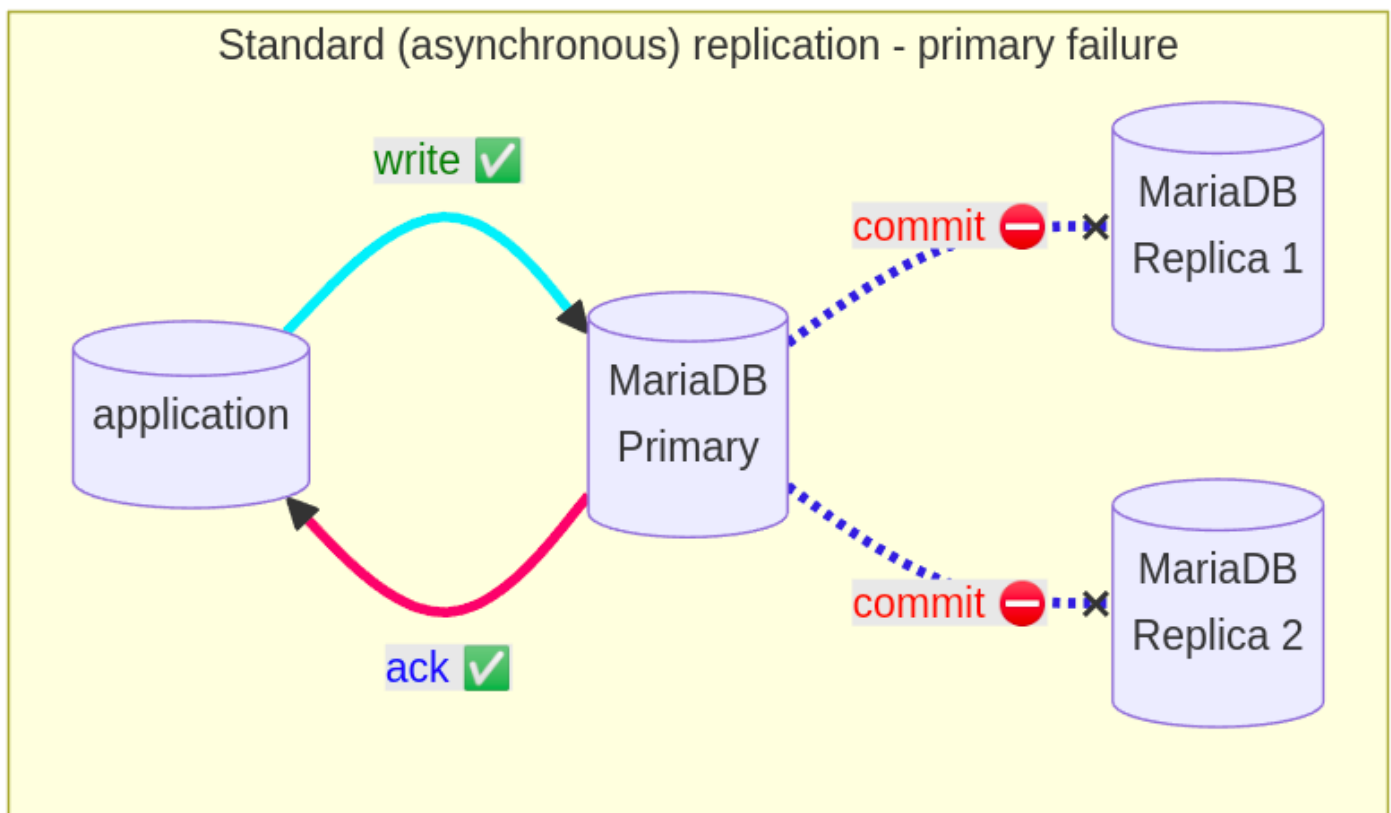 Standard (asynchronous) replication - primary failure
write ✅
commit ⛔
MariaDB
Replica 1
application
MariaDB
Primary
ack ✅
commit ⛔
MariaDB
Replica 2